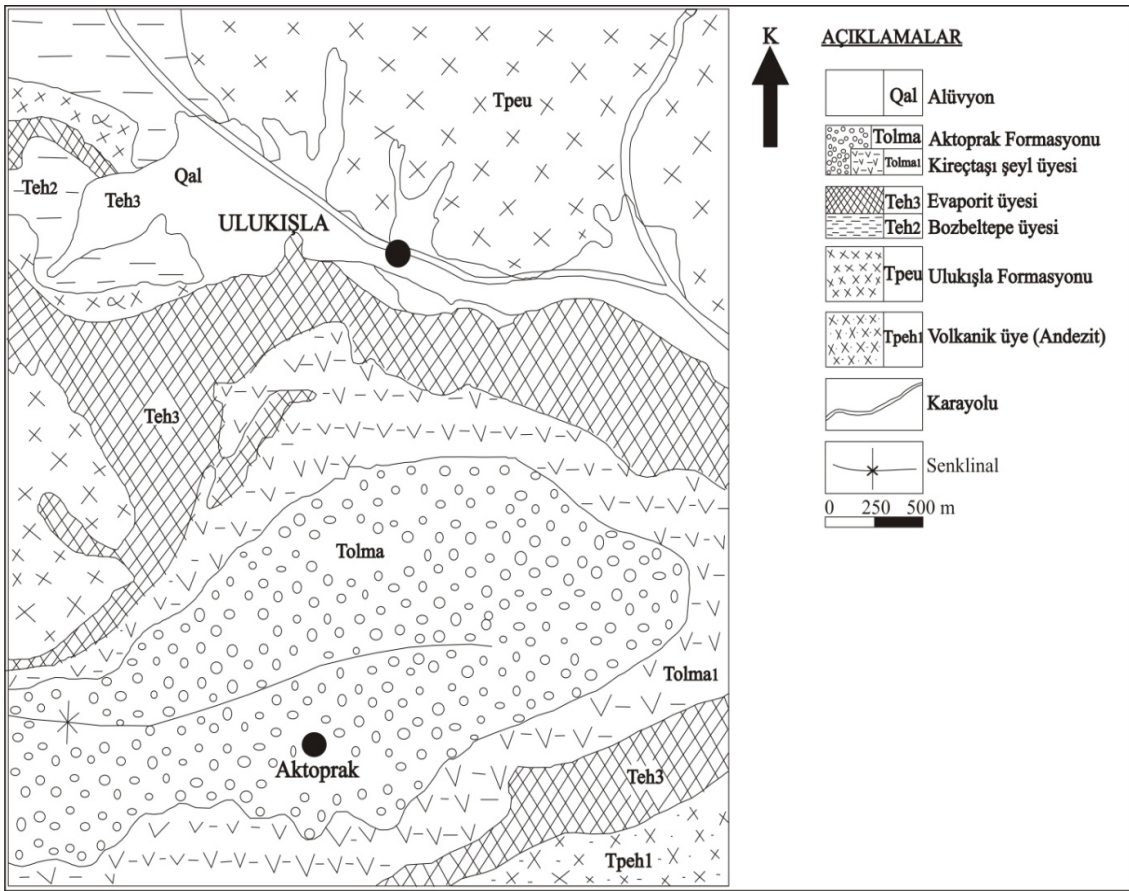 Tpeu
Teh2
Teh3
Qal
ULUKIŞLA
Teh3
Tolma
Tolma1
Aktoprak
Teh3
Tpeh1
K
AÇIKLAMALAR
Qal Alüvyon
Tolma Aktoprak Formasyonu
Tolma1 Kireçtaşı şeyl üyesi
Teh3 Evaporit üyesi
Teh2 Bozbeltepe üyesi
Tpeu Ulukışla Formasyonu
Tpeh1 Volkanik üye (Andezit)
Karayolu
Senklinal
0 250 500 m